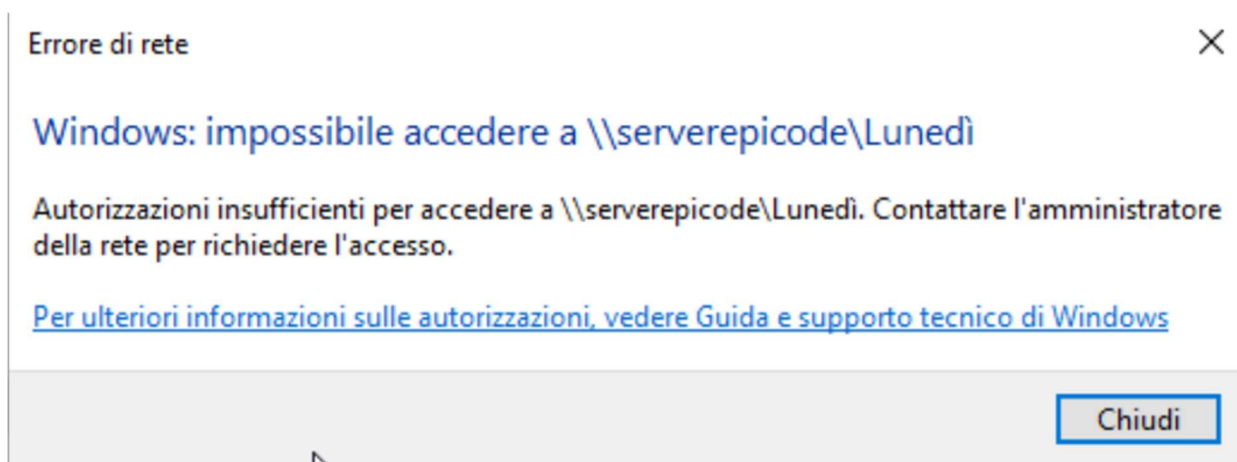 Errore di rete
Windows: impossibile accedere a \\serverepicode\Lunedì
Autorizzazioni insufficienti per accedere a \\serverepicode\Lunedì. Contattare l'amministratore
della rete per richiedere l'accesso.
Per ulteriori informazioni sulle autorizzazioni, vedere Guida e supporto tecnico di Windows
Chiudi